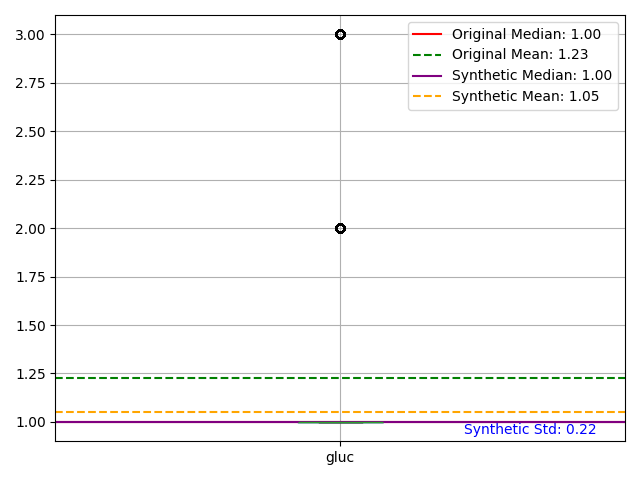 3.00
2.75
2.50
2.25
2.00
1.75
1.50
1.25
1.00
Original Median: 1.00
Original Mean: 1.23
Synthetic Median: 1.00
Synthetic Mean: 1.05
Synthetic Std: 0.22
gluc